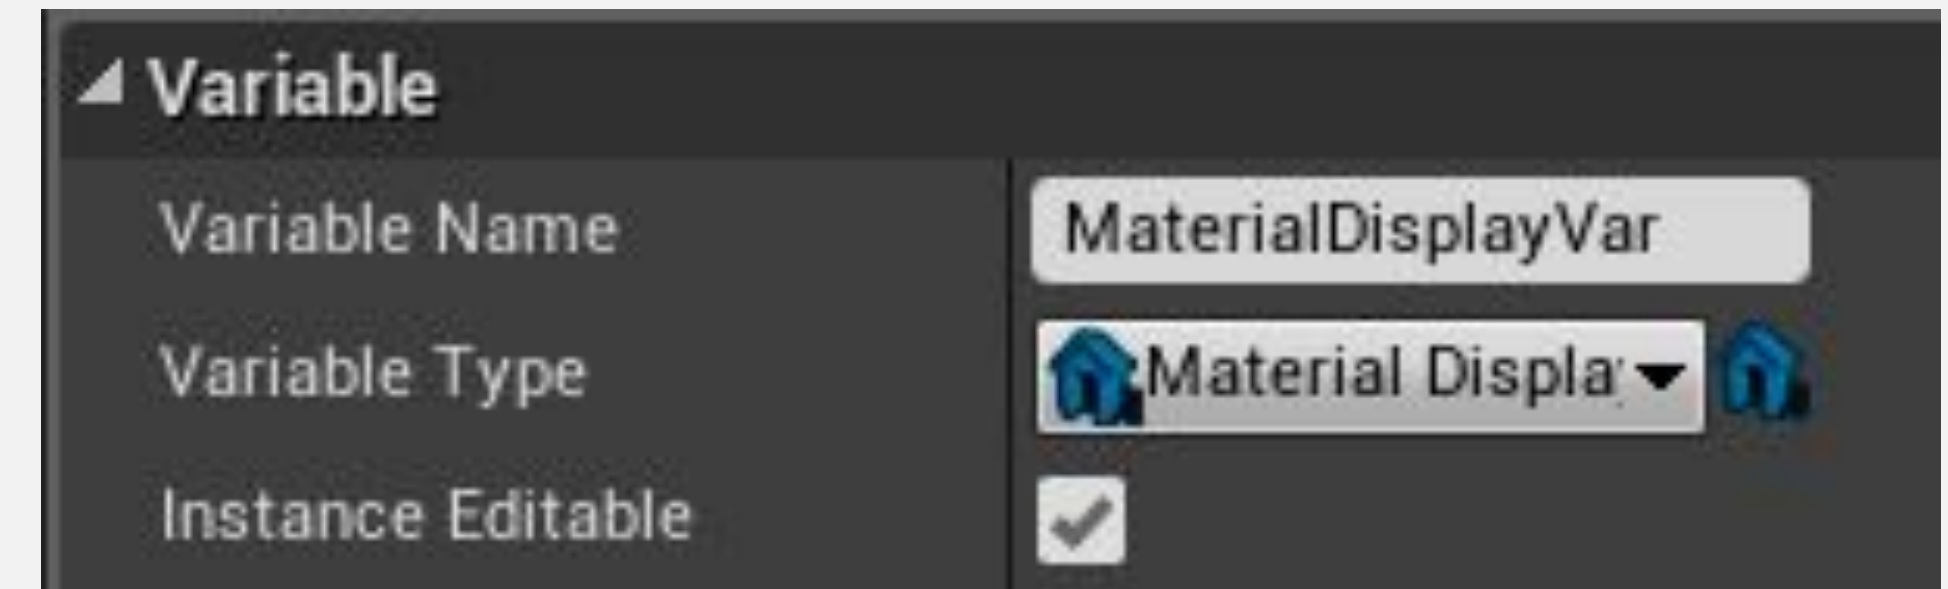 Variable
Variable Name MaterialDisplayVar
Variable Type Material Displa
Instance Editable